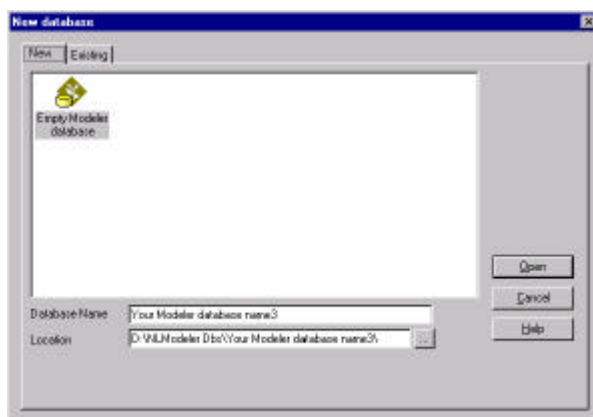 New database
New Existing
Empty Modeler
database
Open
Cancel
Help
Database Name Your Modeler database name3
Location D:\NLModeler Dbs\Your Modeler database name3\ ...